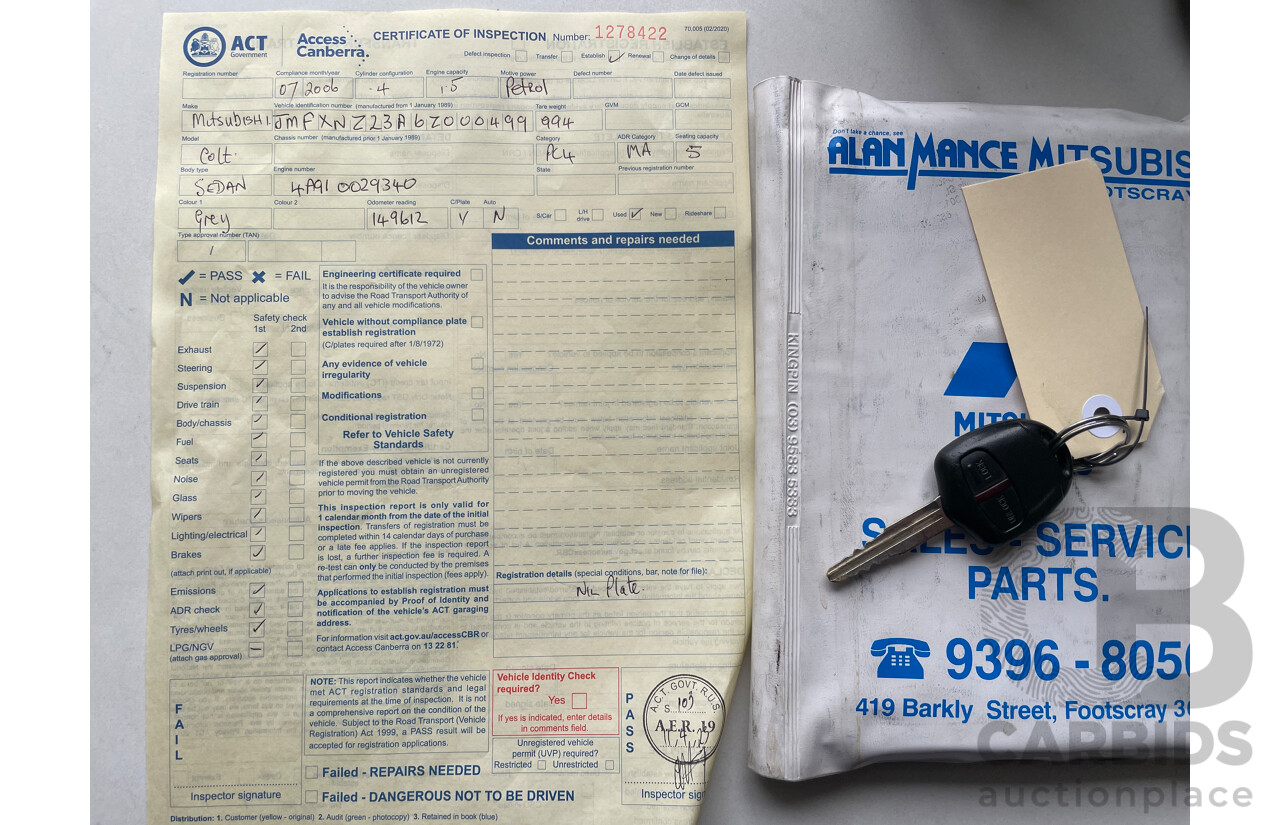 ACT Government
Access Canberra.
CERTIFICATE OF INSPECTION Number: 1278422
70,005 (02/2020)
Defect inspection Transfer Establish Renewal Change of details
Registration number Compliance month/year Cylinder configuration Engine capacity Motive power Defect number Date defect issued
07/2006 4 1.5 Petrol
Make Vehicle identification number (manufactured from 1 January 1989) Tare weight GVM GCM
Mitsubishi JMFXNZ23A6Z000499 994
Model Chassis number (manufactured prior 1 January 1989) Category ADR Category Seating capacity
Colt. PC4 MA 5
Body type Engine number State Previous registration number
SEDAN 4A91 0029340
Colour 1 Colour 2 Odometer reading C/Plate Auto
Grey 149612 Y N
S/Car L/H drive Used New Rideshare
Type approval number (TAN)
Comments and repairs needed
= PASS = FAIL
N = Not applicable
Safety check
1st 2nd
Exhaust
Steering
Suspension
Drive train
Body/chassis
Fuel
Seats
Noise
Glass
Wipers
Lighting/electrical
Brakes
(attach print out, if applicable)
Emissions
ADR check
Tyres/wheels
LPG/NGV
(attach gas approval)
Engineering certificate required
It is the responsibility of the vehicle owner
to advise the Road Transport Authority of
any and all vehicle modifications.
Vehicle without compliance plate
establish registration
(C/plates required after 1/8/1972)
Any evidence of vehicle
irregularity
Modifications
Conditional registration
Refer to Vehicle Safety
Standards
If the above described vehicle is not currently
registered you must obtain an unregistered
vehicle permit from the Road Transport Authority
prior to moving the vehicle.
This inspection report is only valid for
1 calendar month from the date of the initial
inspection. Transfers of registration must be
completed within 14 calendar days of purchase
or a late fee applies. If the inspection report
is lost, a further inspection fee is required. A
re-test can only be conducted by the premises
that performed the initial inspection (fees apply).
Applications to establish registration must
be accompanied by Proof of Identity and
notification of the vehicle's ACT garaging
address.
For information visit act.gov.au/accessCBR or
contact Access Canberra on 13 22 81.
Registration details (special conditions, bar, note for file):
NIL Plate.
FAIL
Inspector signature
NOTE: This report indicates whether the vehicle
met ACT registration standards and legal
requirements at the time of inspection. It is not
a comprehensive report on the condition of the
vehicle. Subject to the Road Transport (Vehicle
Registration) Act 1999, a PASS result will be
accepted for registration applications.
Failed - REPAIRS NEEDED
Failed - DANGEROUS NOT TO BE DRIVEN
Vehicle Identity Check
required?
Yes
If yes is indicated, enter details
in comments field.
Unregistered vehicle
permit (UVP) required?
Restricted Unrestricted
PASS
A.C.T. GOVT. R.U.S.
103
A.E.R. 19
Inspector sig
Distribution: 1. Customer (yellow - original) 2. Audit (green - photocopy) 3. Retained in book (blue)
KINGPIN (03) 9583 5333
Don't take a chance, see
ALAN MANCE MITSUBIS
OTSCRAY
MITSU
LOCK
SALES - SERVICE
PARTS.
9396 - 8050
419 Barkly Street, Footscray 30
CB
CARBIDS
auctionplace